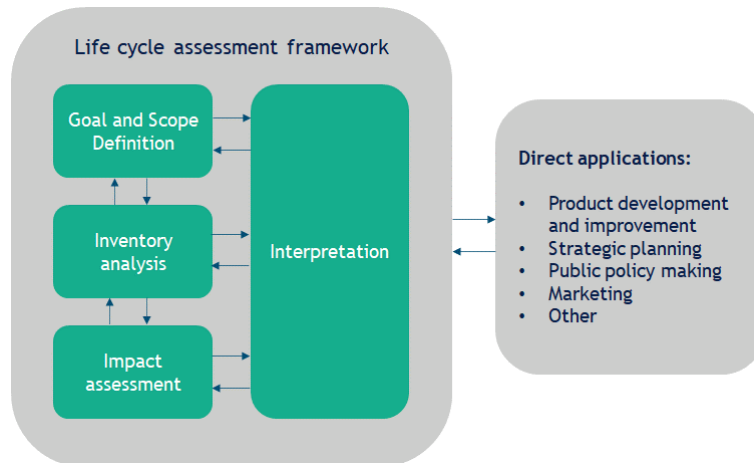 Life cycle assessment framework
Goal and Scope
Definition
Inventory
analysis
Impact
assessment
Interpretation
Direct applications:
• Product development
and improvement
• Strategic planning
• Public policy making
• Marketing
• Other